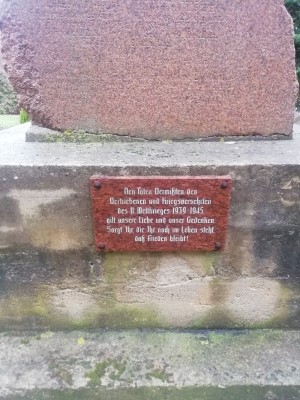 Den Toten Vermißten den
Vertriebenen und Kriegsversehrten
des II. Weltkrieges 1939-1945
gilt unsere Liebe und unser Gedenken
Sorgt Ihr die Ihr noch im Leben steht
daß Frieden bleibt!